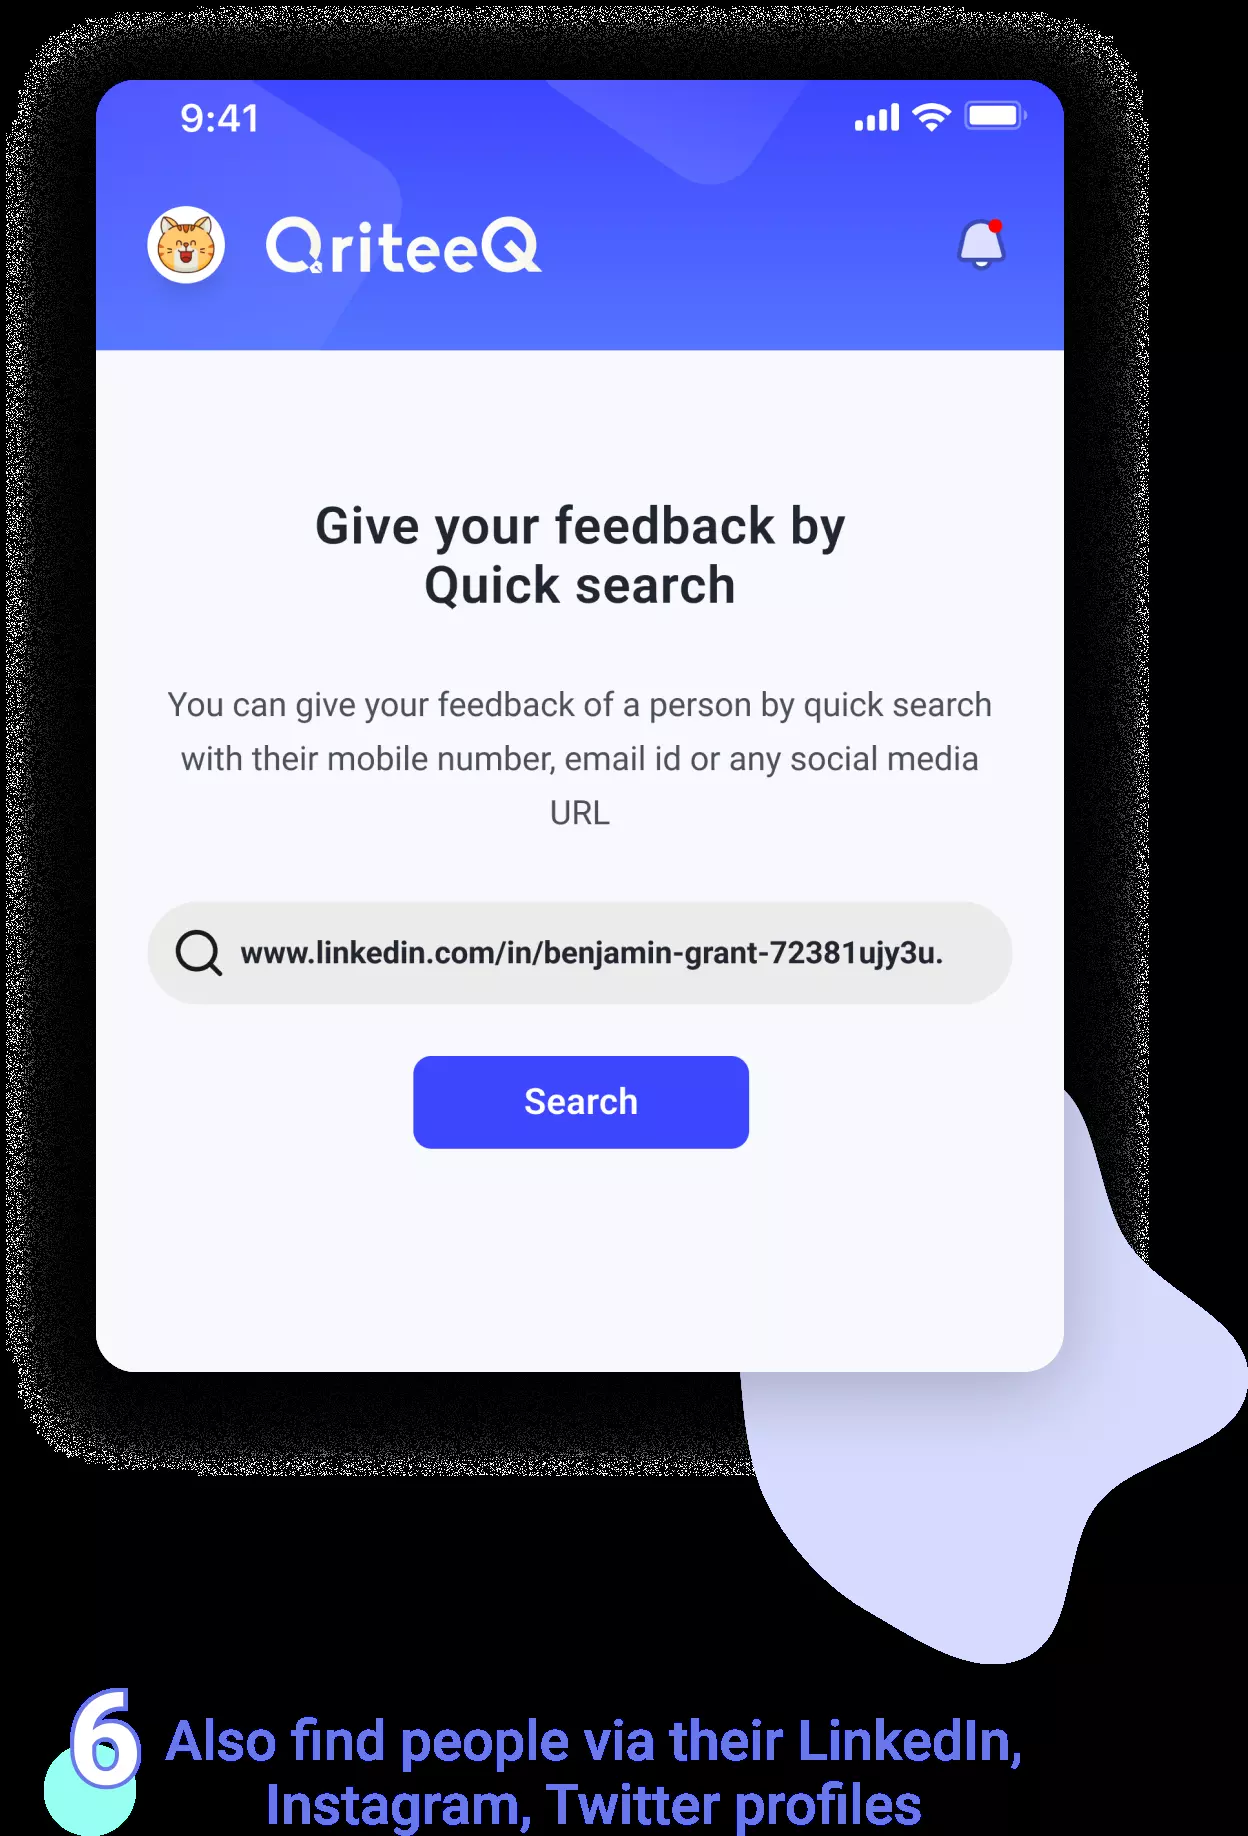 9:41
QriteeQ
Give your feedback by
Quick search
You can give your feedback of a person by quick search
with their mobile number, email id or any social media
URL
www.linkedin.com/in/benjamin-grant-72381ujy3u.
Search
6
Also find people via their LinkedIn,
Instagram, Twitter profiles